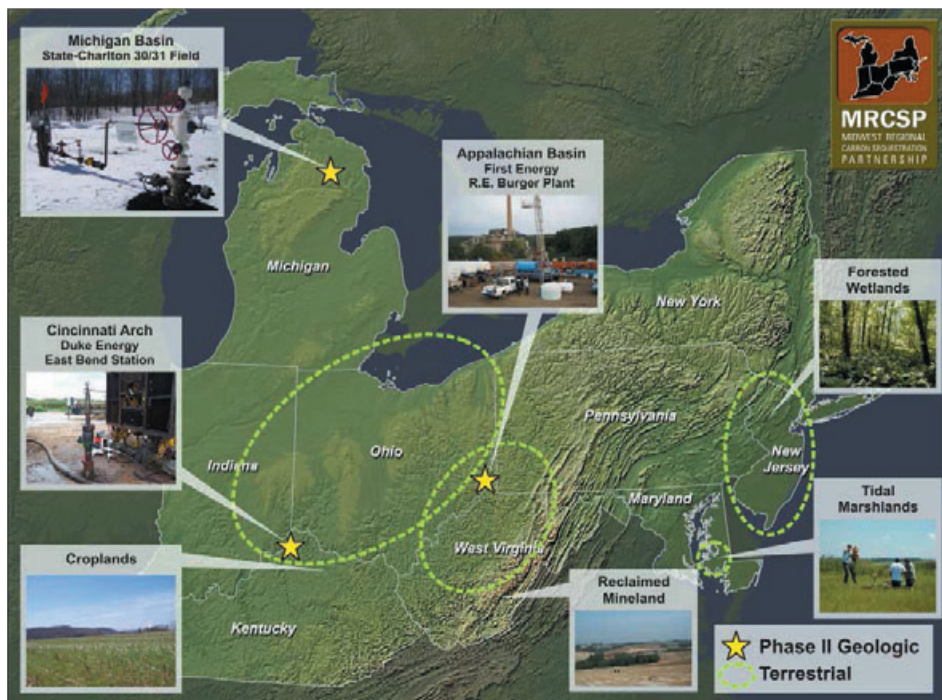 Michigan Basin
State-Charlton 30/31 Field
MRCSP
MIDWEST REGIONAL
CARBON SEQUESTRATION
PARTNERSHIP
Appalachian Basin
First Energy
R.E. Burger Plant
Michigan
New York
Forested
Wetlands
Cincinnati Arch
Duke Energy
East Bend Station
Pennsylvania
Ohio
Indiana
New
Jersey
Maryland
Tidal
Marshlands
West Virginia
Croplands
Reclaimed
Mineland
Kentucky
Phase II Geologic
Terrestrial